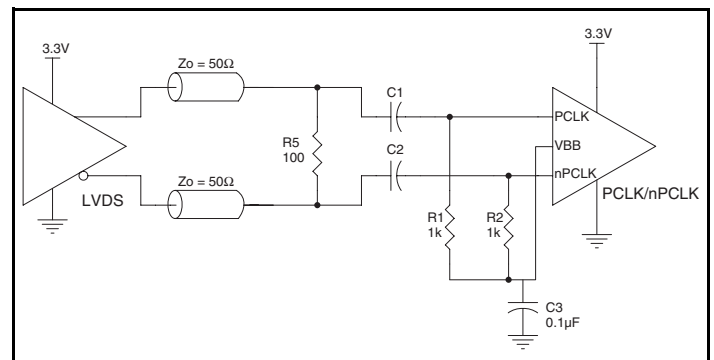 3.3V
3.3V
Zo = 50Ω
C1
PCLK
R5
100
VBB
C2
Zo = 50Ω
nPCLK
LVDS
PCLK/nPCLK
R1
1k
R2
1k
C3
0.1µF